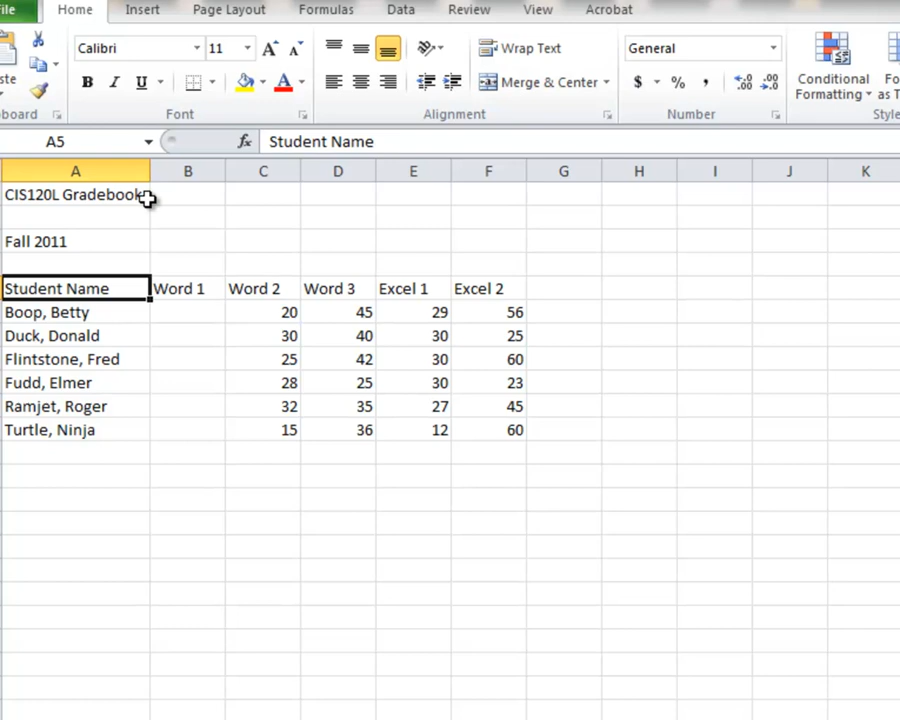 File Home Insert Page Layout Formulas Data Review View Acrobat
Calibri 11 A A Wrap Text General
B I U A Merge & Center $ % , .00 .00 Conditional Formatting
Font Alignment Number
A5 fx Student Name
A B C D E F G H I J K
CIS120L Gradebook
Fall 2011
Student Name Word 1 Word 2 Word 3 Excel 1 Excel 2
Boop, Betty 20 45 29 56
Duck, Donald 30 40 30 25
Flintstone, Fred 25 42 30 60
Fudd, Elmer 28 25 30 23
Ramjet, Roger 32 35 27 45
Turtle, Ninja 15 36 12 60